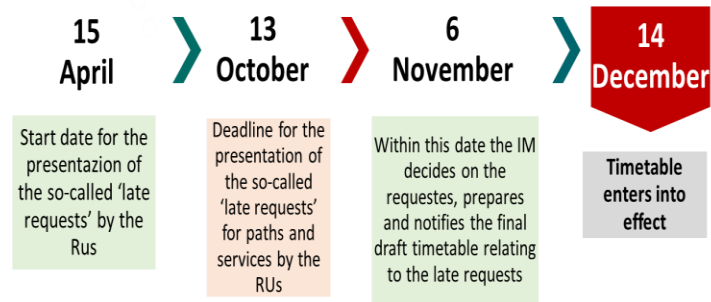 15
April
Start date for the
presentazion of
the so-called ‘late
requests’ by the
Rus
13
October
Deadline for the
presentation of
the so-called
‘late requests’
for paths and
services by the
RUs
6
November
Within this date the IM
decides on the
requestes, prepares
and notifies the final
draft timetable relating
to the late requests
14
December
Timetable
enters into
effect